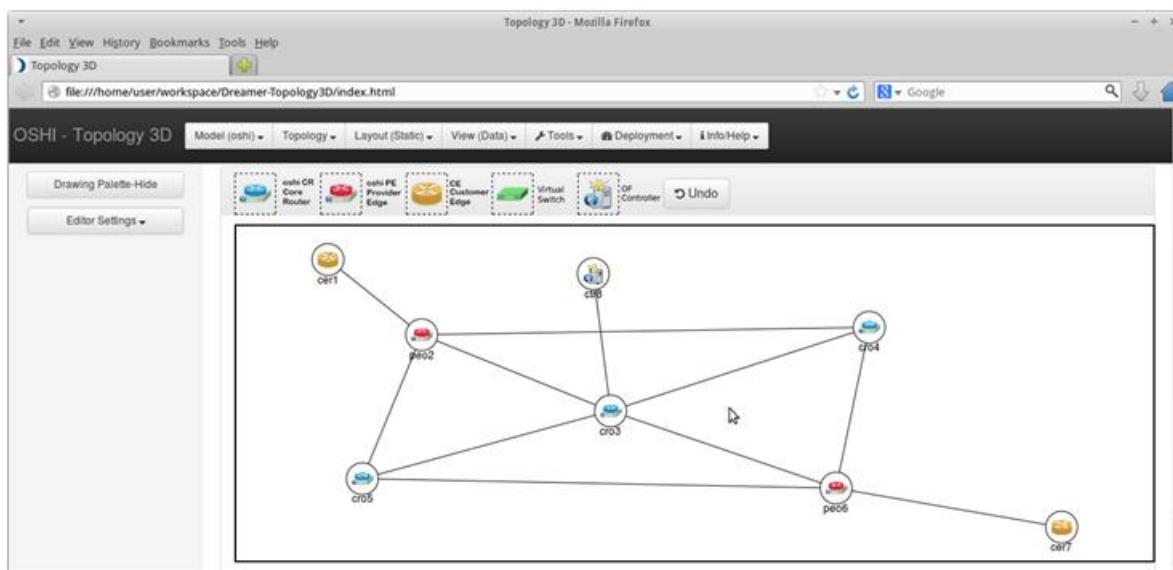 Topology 3D - Mozilla Firefox
File Edit View History Bookmarks Tools Help
Topology 3D
file:///home/user/workspace/Dreamer-Topology3D/index.html
Google
OSHI - Topology 3D
Model (oshi) Topology Layout (Static) View (Data) Tools Deployment Info/Help
Drawing Palette-Hide
Editor Settings
oshi CR
Core
Router
oshi PE
Provider
Edge
CE
Customer
Edge
Virtual
Switch
OF
Controller
Undo
cer1
peo2
cro4
cro3
cro5
peo6
cer7